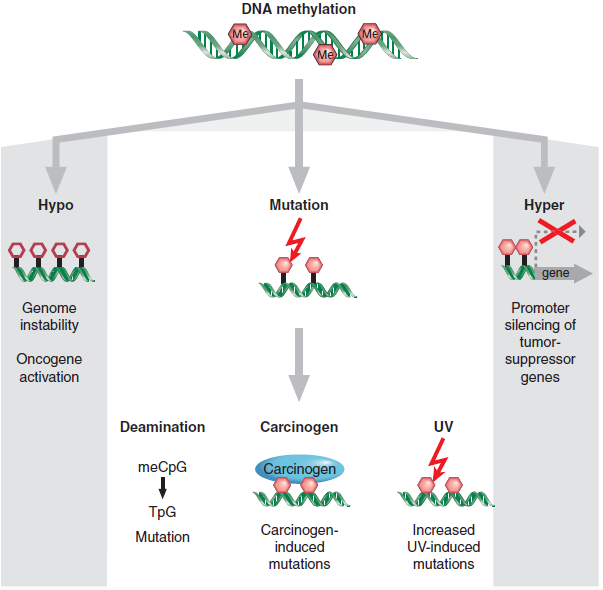 DNA methylation
Me
Me
Me
Hypo
Mutation
Hyper
gene
Genome
instability
Oncogene
activation
Promoter
silencing of
tumor-
suppressor
genes
Deamination
meCpG
TpG
Mutation
Carcinogen
Carcinogen
Carcinogen-
induced
mutations
UV
Increased
UV-induced
mutations